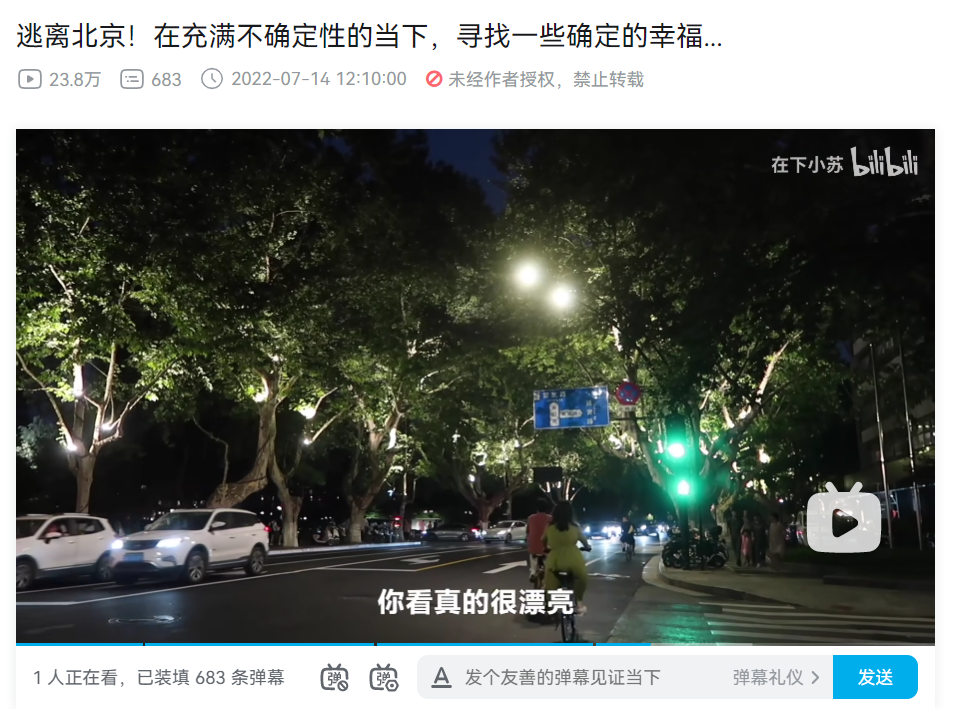 逃离北京！在充满不确定性的当下，寻找一些确定的幸福...
23.8万 683 2022-07-14 12:10:00 未经作者授权，禁止转载
在下小苏 bilibili
你看真的很漂亮
1 人正在看，已装填 683 条弹幕 弹 弹 A 发个友善的弹幕见证当下 弹幕礼仪 发送